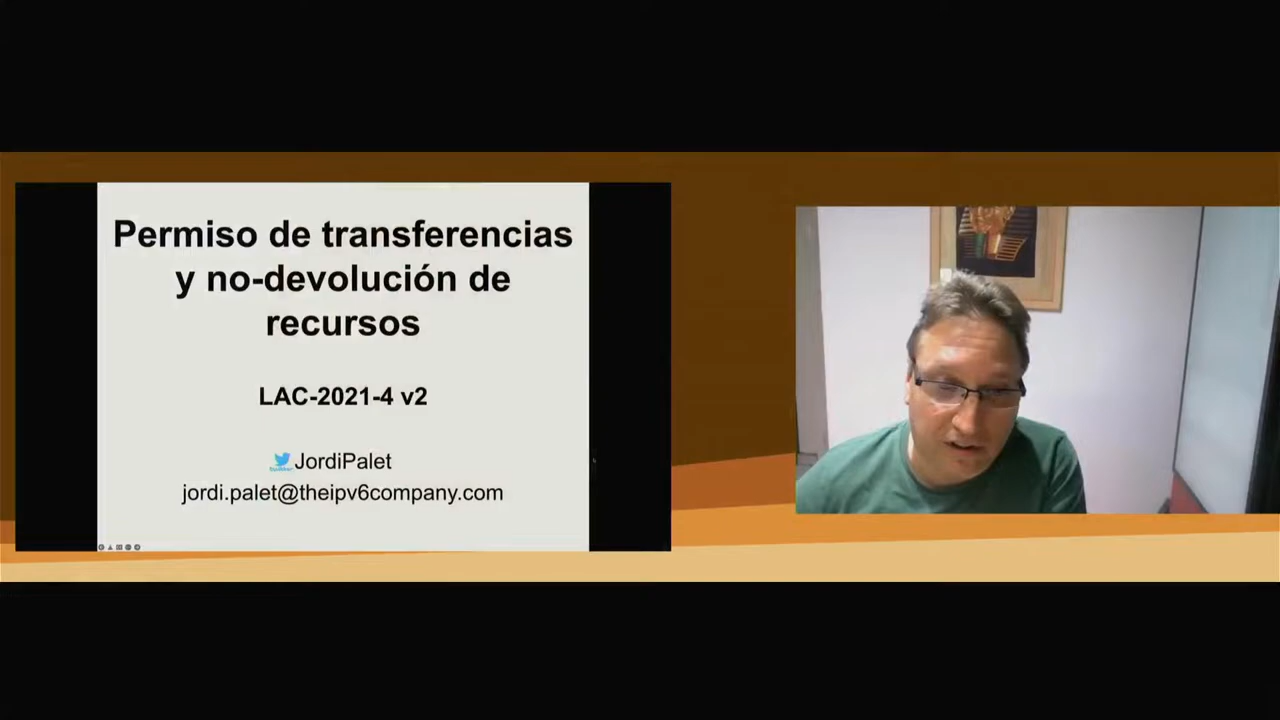 Permiso de transferencias
y no-devolución de
recursos
LAC-2021-4 v2
JordiPalet
jordi.palet@theipv6company.com